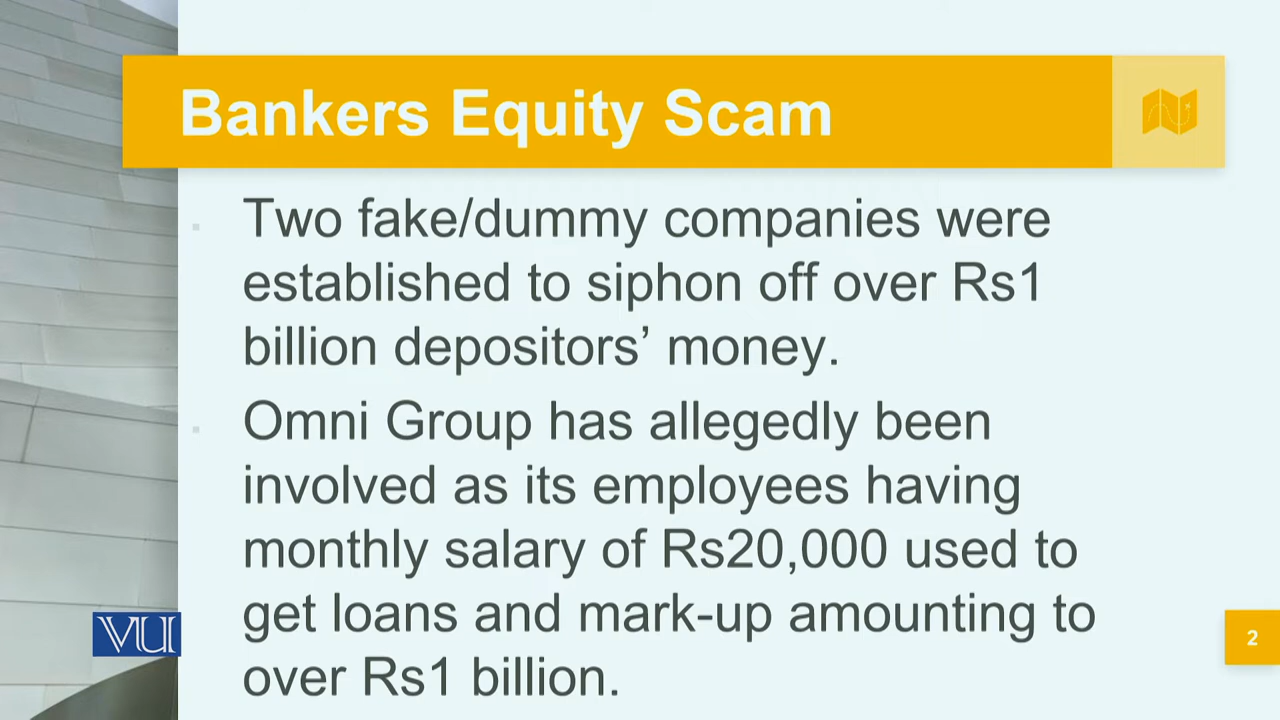 Bankers Equity Scam
Two fake/dummy companies were
established to siphon off over Rs1
billion depositors’ money.
Omni Group has allegedly been
involved as its employees having
monthly salary of Rs20,000 used to
get loans and mark-up amounting to
over Rs1 billion.
VU
2